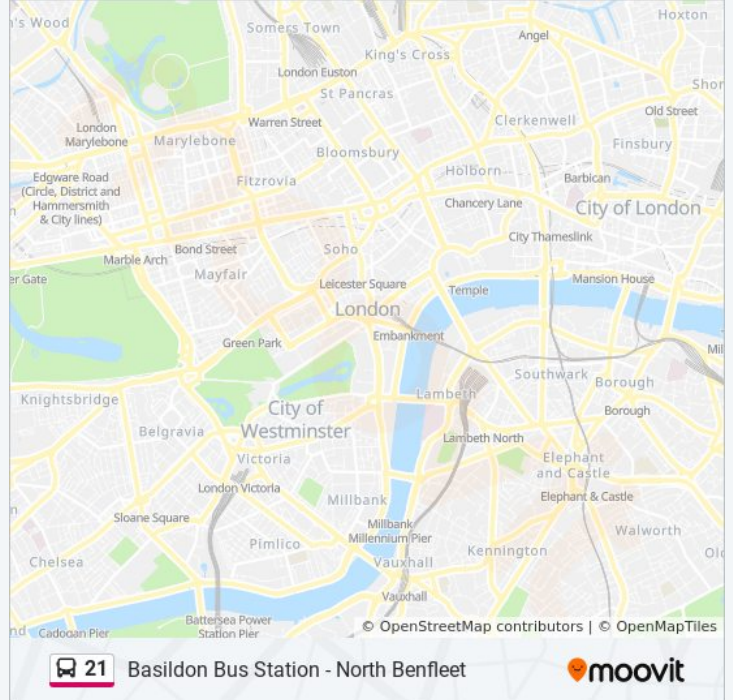 's Wood
Somers Town
Hoxton
King's Cross
Angel
London Euston
St Pancras
Shor
Old Street
Warren Street
Clerkenwell
London
Marylebone
Marylebone
Bloomsbury
Finsbury
Edgware Road
(Circle, District and
Hammersmith
& City lines)
Fitzrovia
Holborn
Barbican
Chancery Lane
City of London
City Thameslink
Bond Street
Soho
Marble Arch
er Gate
Mayfair
Leicester Square
Temple
Mansion House
London
Embankment
Green Park
Mil
Southwark
Borough
Lambeth
Knightsbridge
City of
Westminster
Borough
Belgravia
Lambeth North
Victoria
Elephant
and Castle
London Victoria
Elephant & Castle
Millbank
Sloane Square
Millbank
Millennium Pier
Walworth
Pimlico
Kennington
Chelsea
Vauxhall
Vauxhall
Battersea Power
Station Pier
nd
Cadogan Pier
© OpenStreetMap contributors | © OpenMapTiles
21 Basildon Bus Station - North Benfleet
moovit